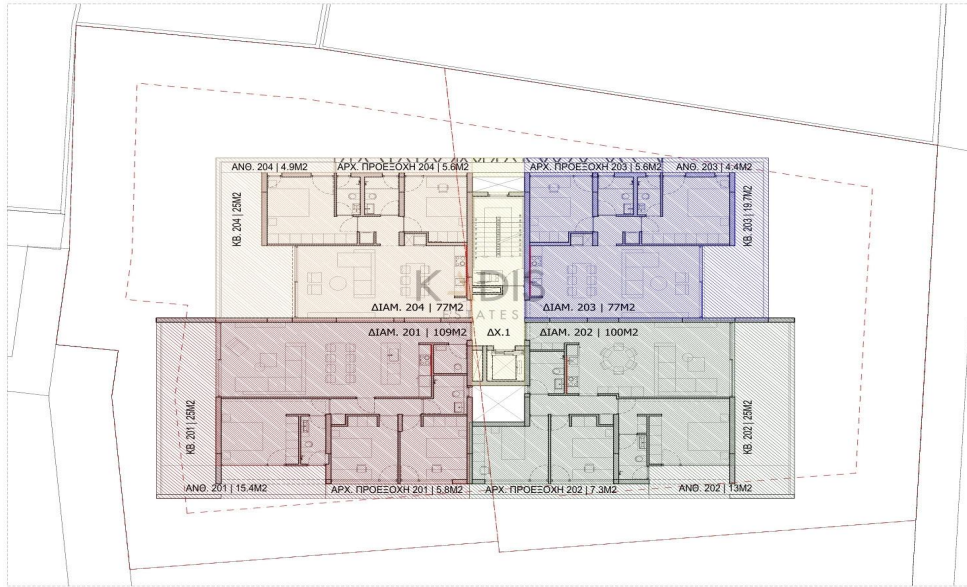 ΑΝΘ. 204 | 4.9M2
ΑΡΧ. ΠΡΟΕΞΟΧΗ 204 | 5.6M2
ΑΡΧ. ΠΡΟΕΞΟΧΗ 203 | 5.6M2
ΑΝΘ. 203 | 4.4M2
ΚΒ. 204 | 25M2
ΚΒ. 203 | 19.7M2
KADIS
ESTATES
ΔΙΑΜ. 204 | 77M2
ΔΙΑΜ. 203 | 77M2
ΔΙΑΜ. 201 | 109M2
ΔΧ.1
ΔΙΑΜ. 202 | 100M2
ΚΒ. 201 | 25M2
ΚΒ. 202 | 25M2
ΑΝΘ. 201 | 15.4M2
ΑΡΧ. ΠΡΟΕΞΟΧΗ 201 | 5.8M2
ΑΡΧ. ΠΡΟΕΞΟΧΗ 202 | 7.3M2
ΑΝΘ. 202 | 13M2